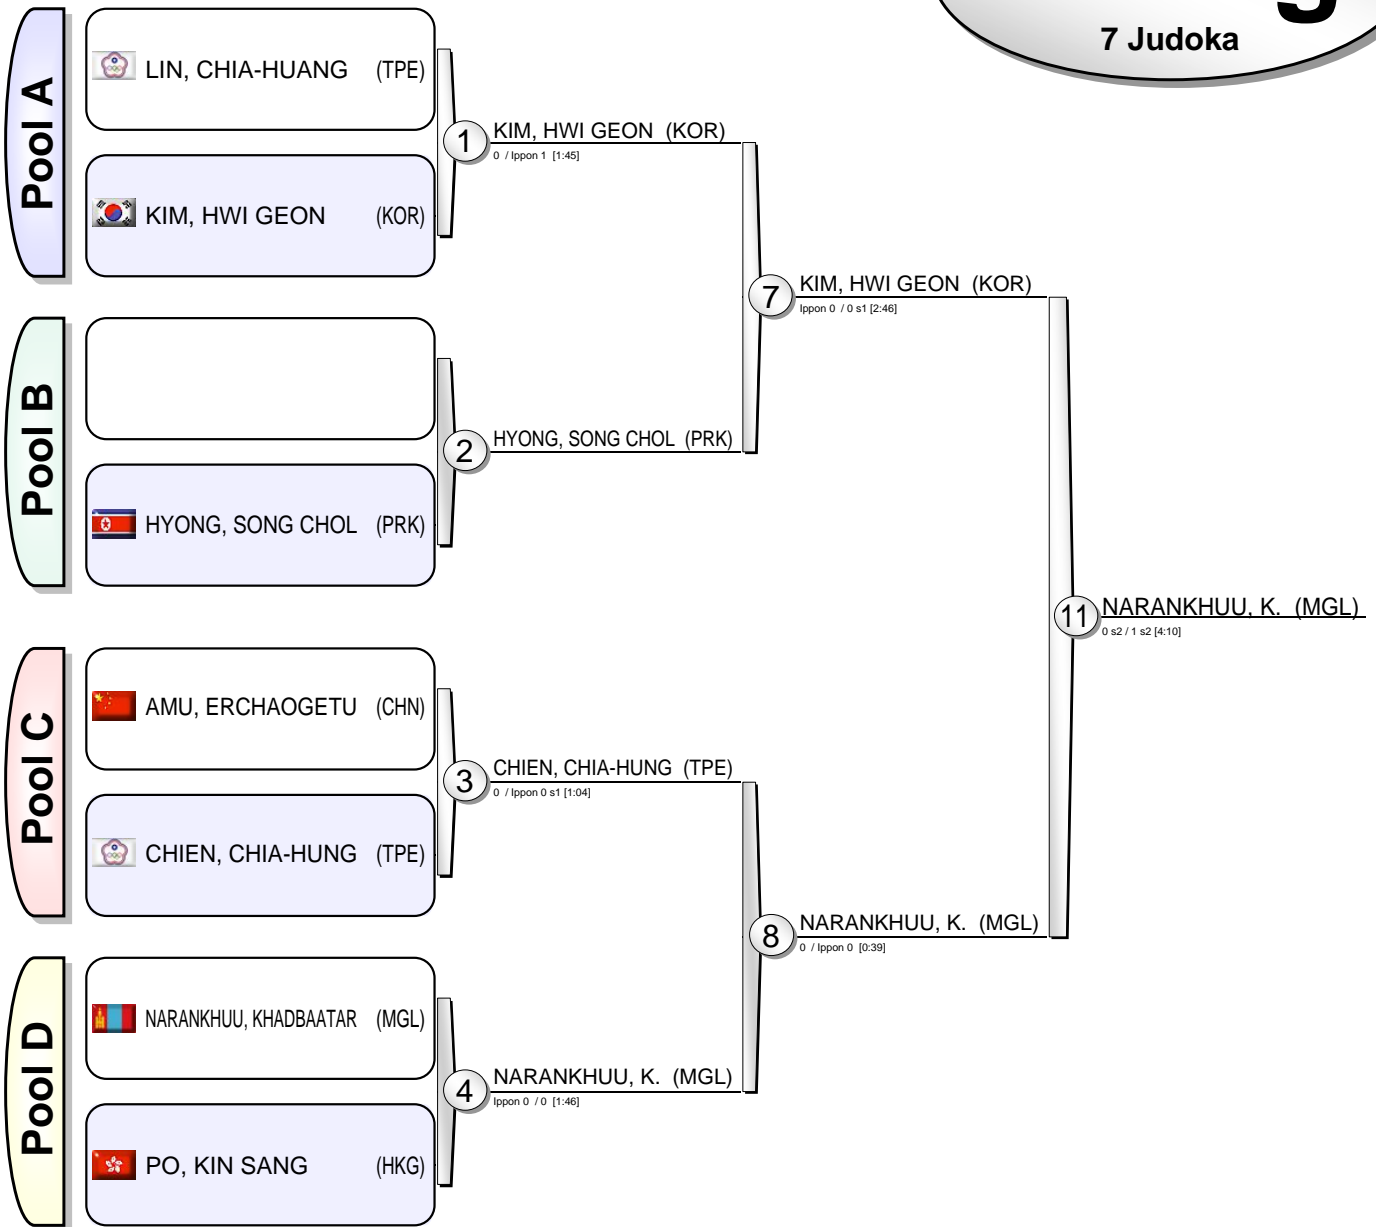 7 Judoka
Pool A
LIN, CHIA-HUANG (TPE)
KIM, HWI GEON (KOR)
1
KIM, HWI GEON (KOR)
0 / Ippon 1 [1:45]
7
KIM, HWI GEON (KOR)
Ippon 0 / 0 s1 [2:46]
Pool B
HYONG, SONG CHOL (PRK)
2
HYONG, SONG CHOL (PRK)
11
NARANKHUU, K. (MGL)
0 s2 / 1 s2 [4:10]
Pool C
AMU, ERCHAOGETU (CHN)
CHIEN, CHIA-HUNG (TPE)
3
CHIEN, CHIA-HUNG (TPE)
0 / Ippon 0 s1 [1:04]
8
NARANKHUU, K. (MGL)
0 / Ippon 0 [0:39]
Pool D
NARANKHUU, KHADBAATAR (MGL)
PO, KIN SANG (HKG)
4
NARANKHUU, K. (MGL)
Ippon 0 / 0 [1:46]